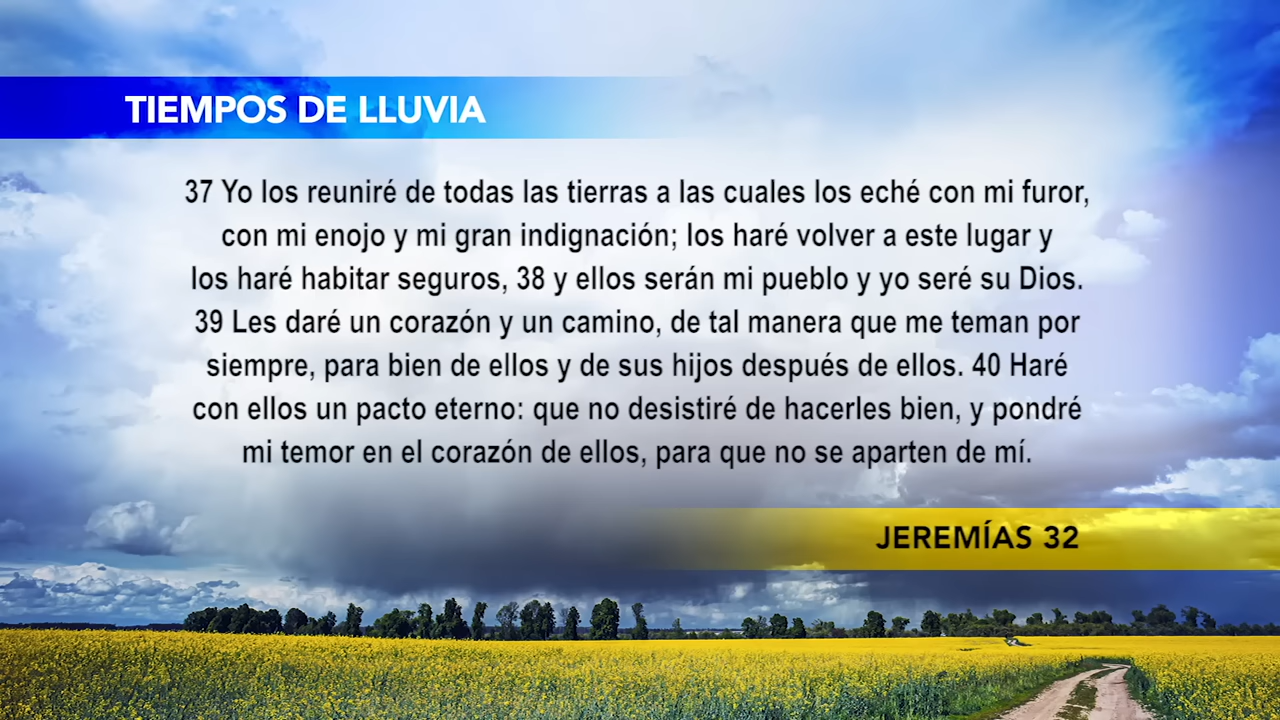 TIEMPOS DE LLUVIA
37 Yo los reuniré de todas las tierras a las cuales los eché con mi furor,
con mi enojo y mi gran indignación; los haré volver a este lugar y
los haré habitar seguros, 38 y ellos serán mi pueblo y yo seré su Dios.
39 Les daré un corazón y un camino, de tal manera que me teman por
siempre, para bien de ellos y de sus hijos después de ellos. 40 Haré
con ellos un pacto eterno: que no desistiré de hacerles bien, y pondré
mi temor en el corazón de ellos, para que no se aparten de mí.
JEREMÍAS 32